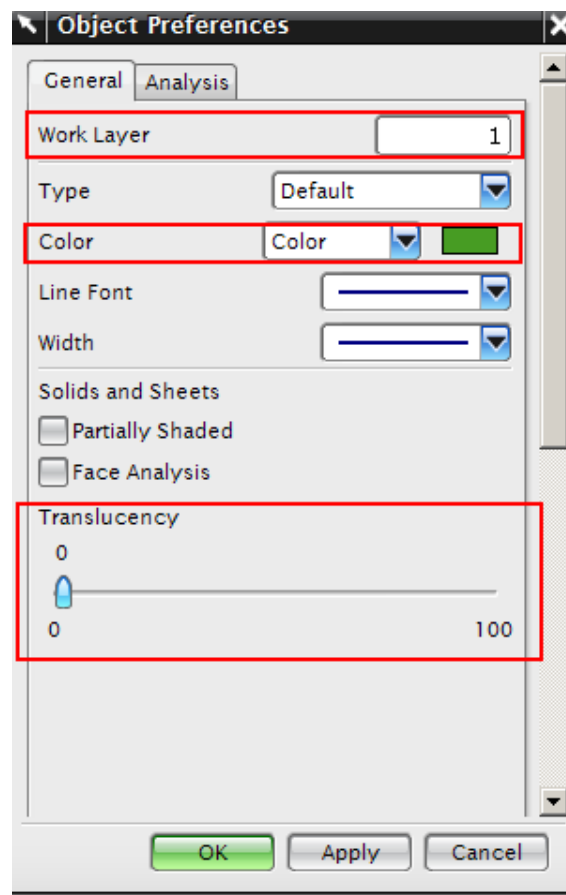 Object Preferences
General Analysis
Work Layer 1
Type Default
Color Color
Line Font
Width
Solids and Sheets
Partially Shaded
Face Analysis
Translucency
0
0 100
OK Apply Cancel